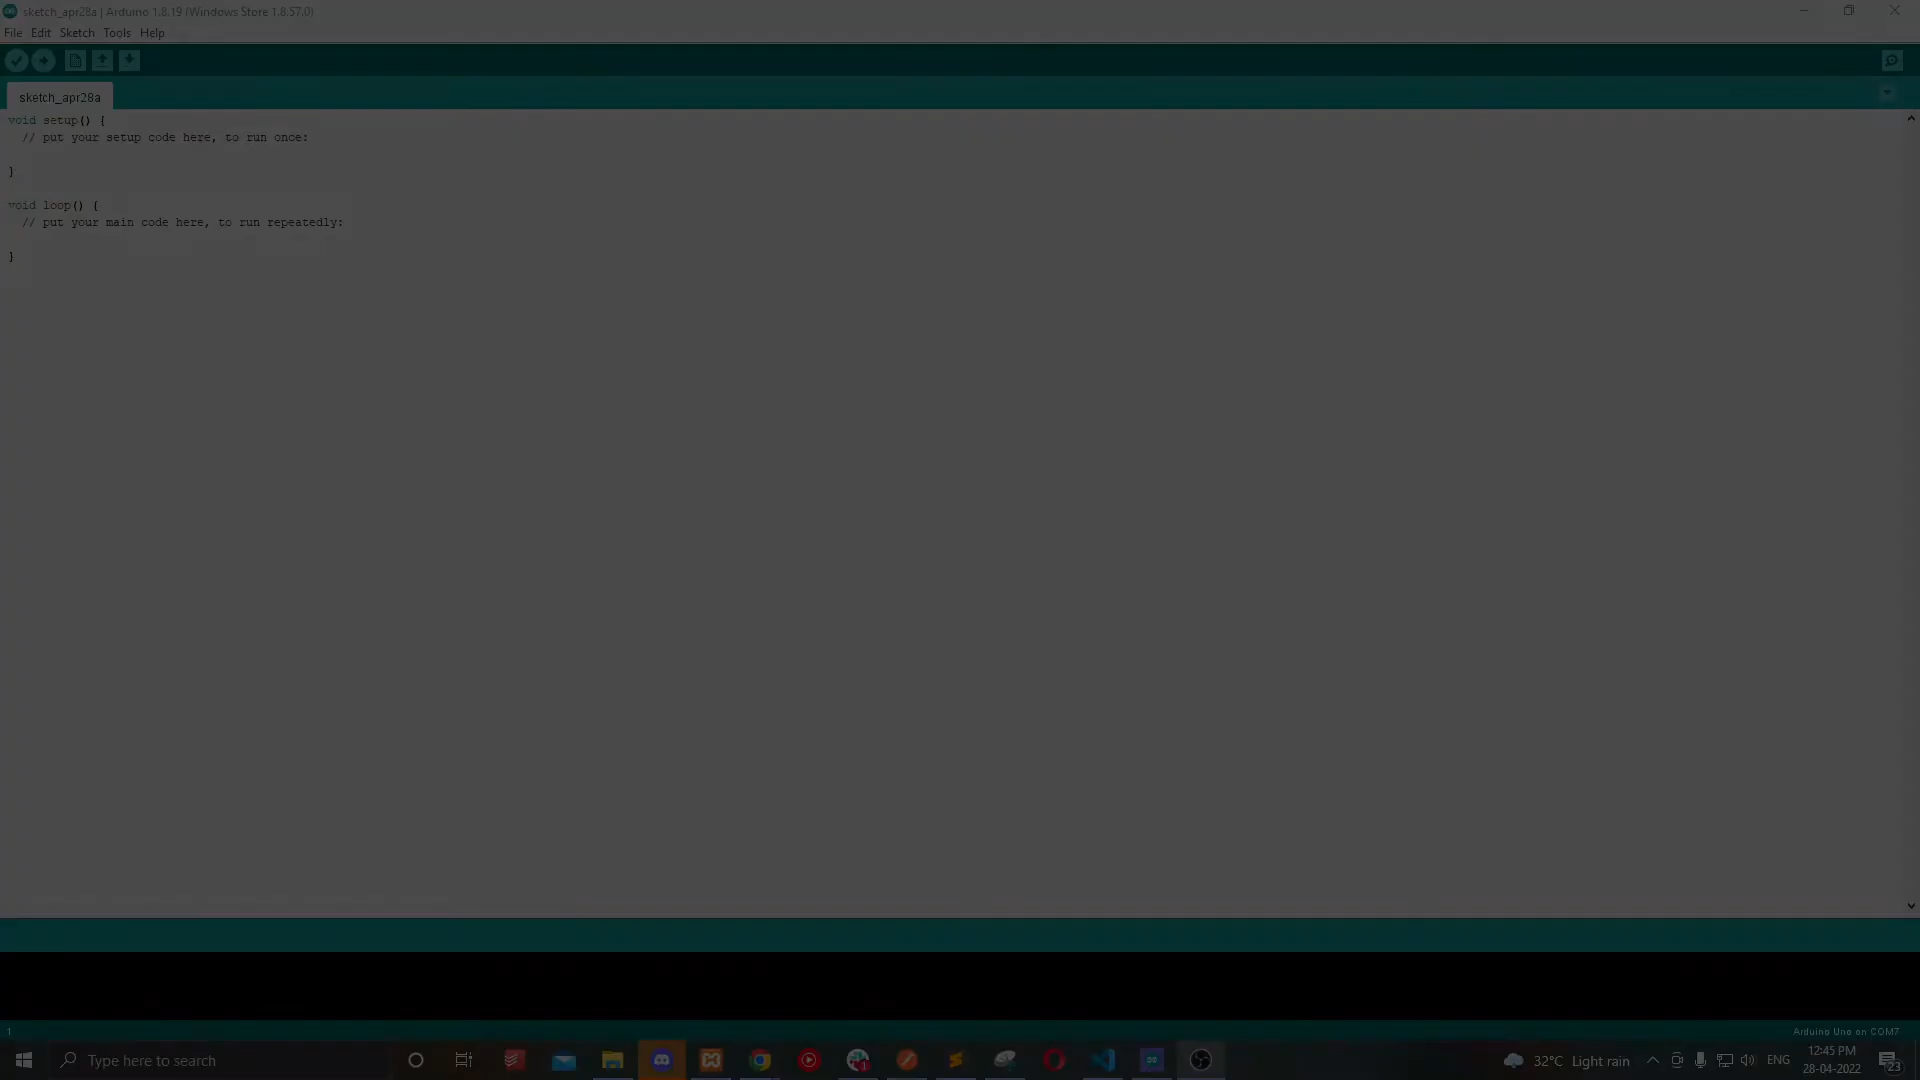 sketch_apr28a | Arduino 1.8.19 (Windows Store 1.8.57.0)
File Edit Sketch Tools Help
sketch_apr28a
void setup() {
  // put your setup code here, to run once:
}
void loop() {
  // put your main code here, to run repeatedly:
}
1
Arduino Uno on COM7
Type here to search
1
32°C Light rain
ENG
12:45 PM
28-04-2022
23